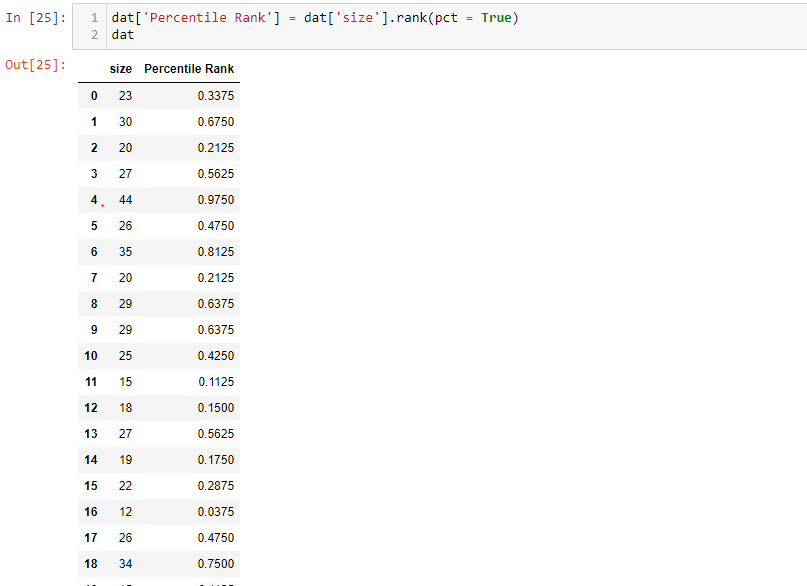 In [25]: 1 dat['Percentile Rank'] = dat['size'].rank(pct = True)
2 dat
Out[25]:
size Percentile Rank
0 23 0.3375
1 30 0.6750
2 20 0.2125
3 27 0.5625
4 44 0.9750
5 26 0.4750
6 35 0.8125
7 20 0.2125
8 29 0.6375
9 29 0.6375
10 25 0.4250
11 15 0.1125
12 18 0.1500
13 27 0.5625
14 19 0.1750
15 22 0.2875
16 12 0.0375
17 26 0.4750
18 34 0.7500